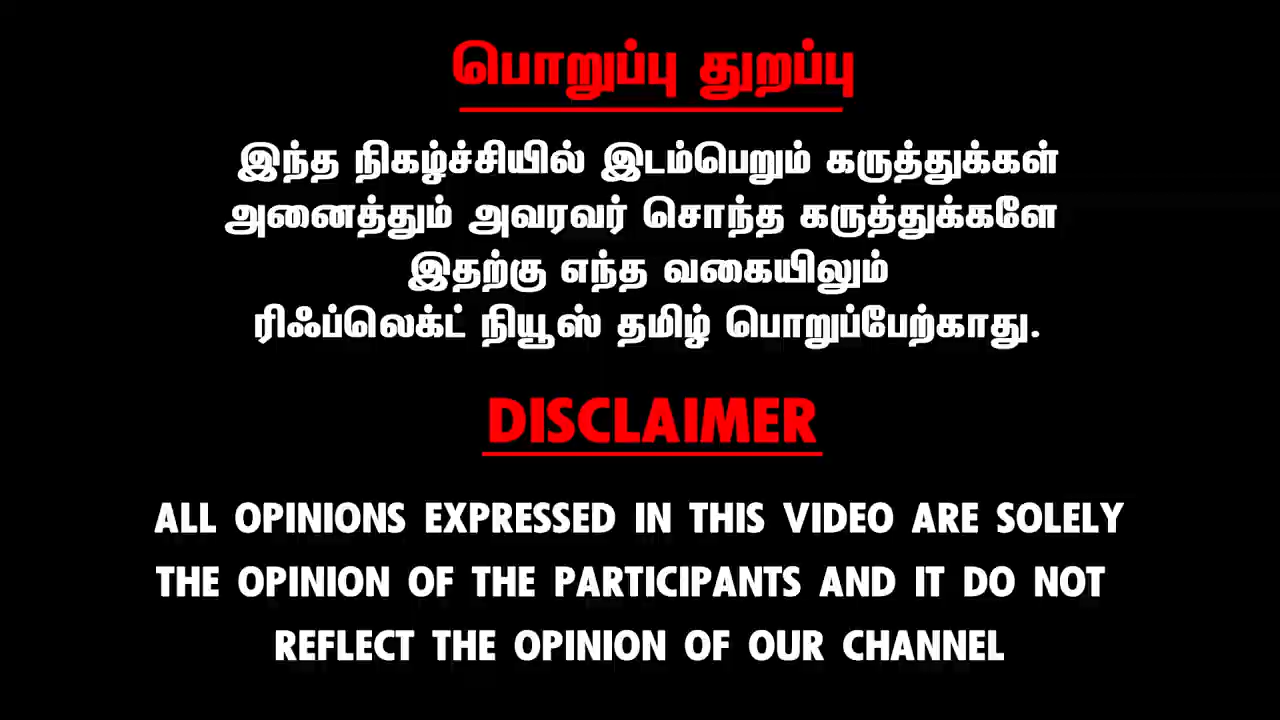 பொறுப்பு துறப்பு
இந்த நிகழ்ச்சியில் இடம்பெறும் கருத்துக்கள்
அனைத்தும் அவரவர் சொந்த கருத்துக்களே
இதற்கு எந்த வகையிலும்
ரிஃப்லெக்ட் நியூஸ் தமிழ் பொறுப்பேற்காது.
DISCLAIMER
ALL OPINIONS EXPRESSED IN THIS VIDEO ARE SOLELY
THE OPINION OF THE PARTICIPANTS AND IT DO NOT
REFLECT THE OPINION OF OUR CHANNEL